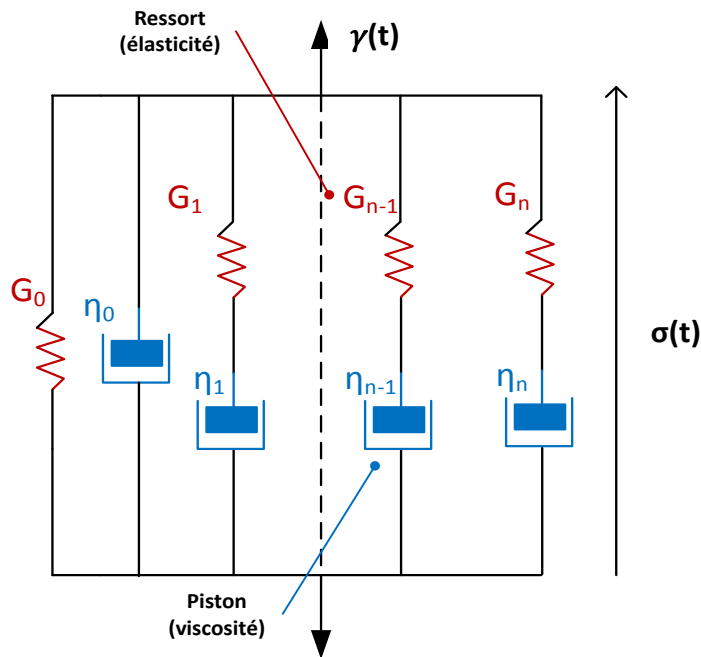 Ressort
(élasticité)
γ(t)
G₁
Gₙ₋₁
Gₙ
G₀
η₀
σ(t)
η₁
ηₙ₋₁
ηₙ
Piston
(viscosité)